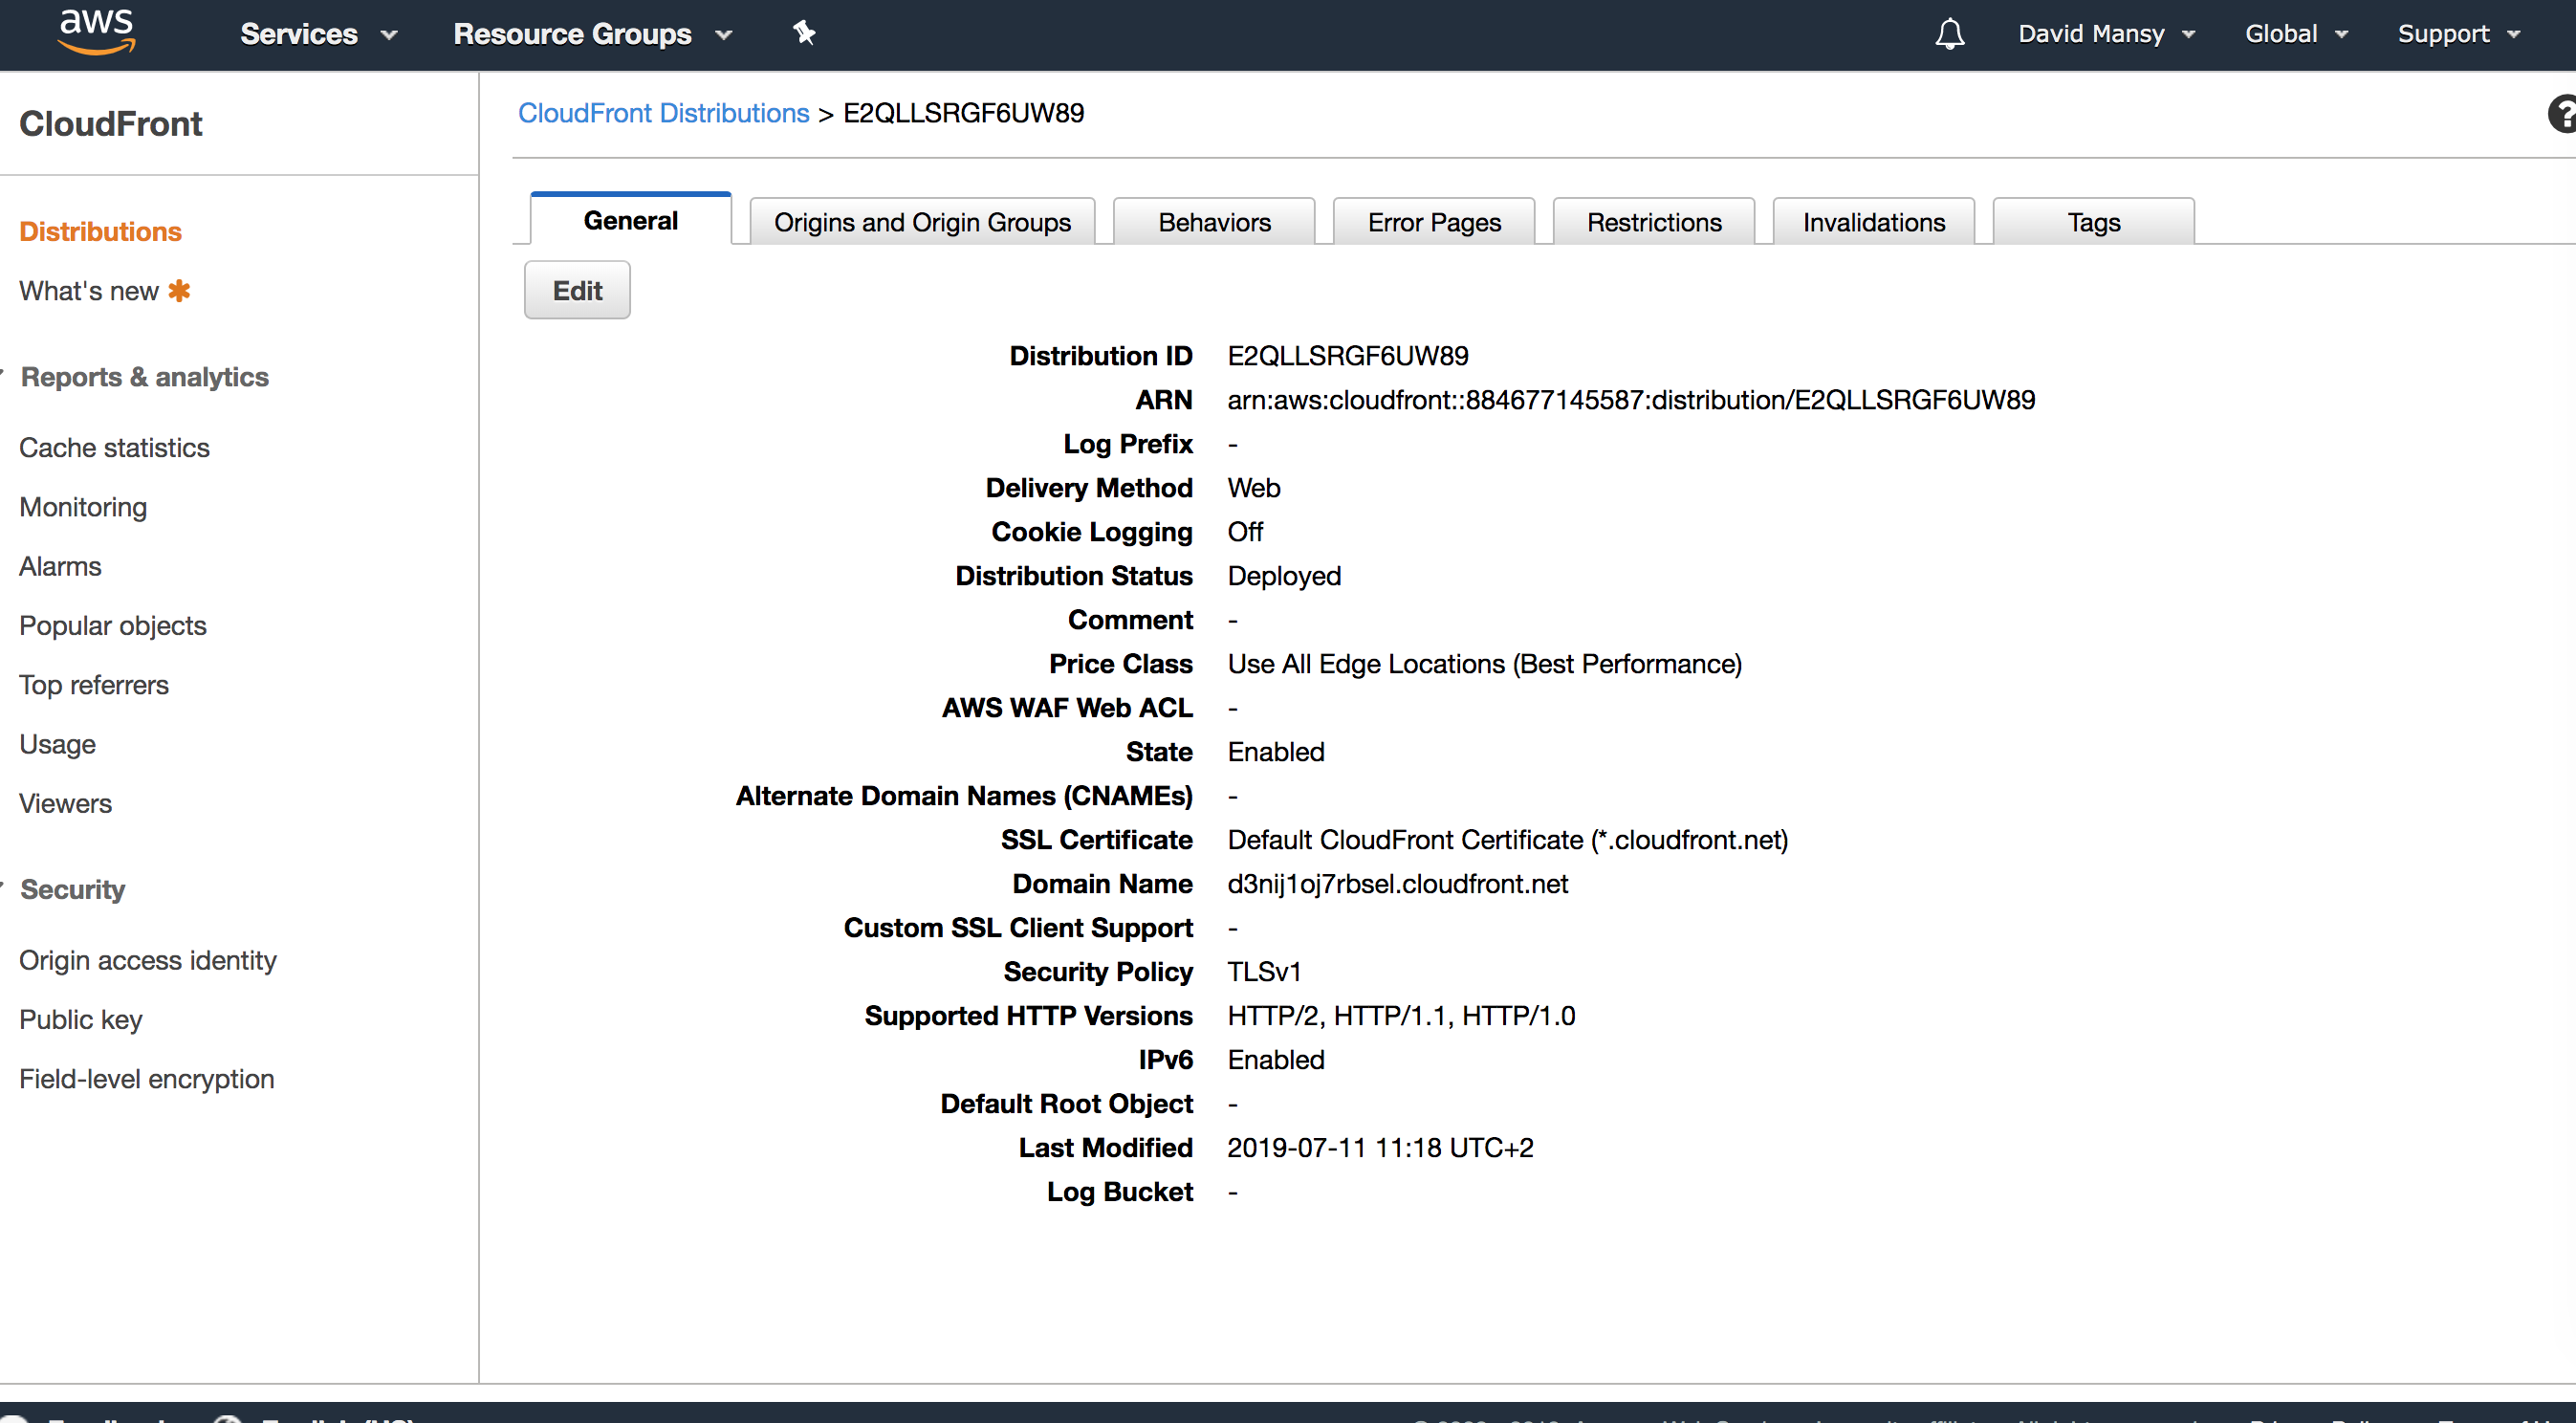 aws Services Resource Groups David Mansy Global Support
CloudFront
Distributions
What's new
Reports & analytics
Cache statistics
Monitoring
Alarms
Popular objects
Top referrers
Usage
Viewers
Security
Origin access identity
Public key
Field-level encryption
CloudFront Distributions > E2QLLSRGF6UW89
?
General Origins and Origin Groups Behaviors Error Pages Restrictions Invalidations Tags
Edit
Distribution ID E2QLLSRGF6UW89
ARN arn:aws:cloudfront::884677145587:distribution/E2QLLSRGF6UW89
Log Prefix -
Delivery Method Web
Cookie Logging Off
Distribution Status Deployed
Comment -
Price Class Use All Edge Locations (Best Performance)
AWS WAF Web ACL -
State Enabled
Alternate Domain Names (CNAMEs) -
SSL Certificate Default CloudFront Certificate (*.cloudfront.net)
Domain Name d3nij1oj7rbsel.cloudfront.net
Custom SSL Client Support -
Security Policy TLSv1
Supported HTTP Versions HTTP/2, HTTP/1.1, HTTP/1.0
IPv6 Enabled
Default Root Object -
Last Modified 2019-07-11 11:18 UTC+2
Log Bucket -